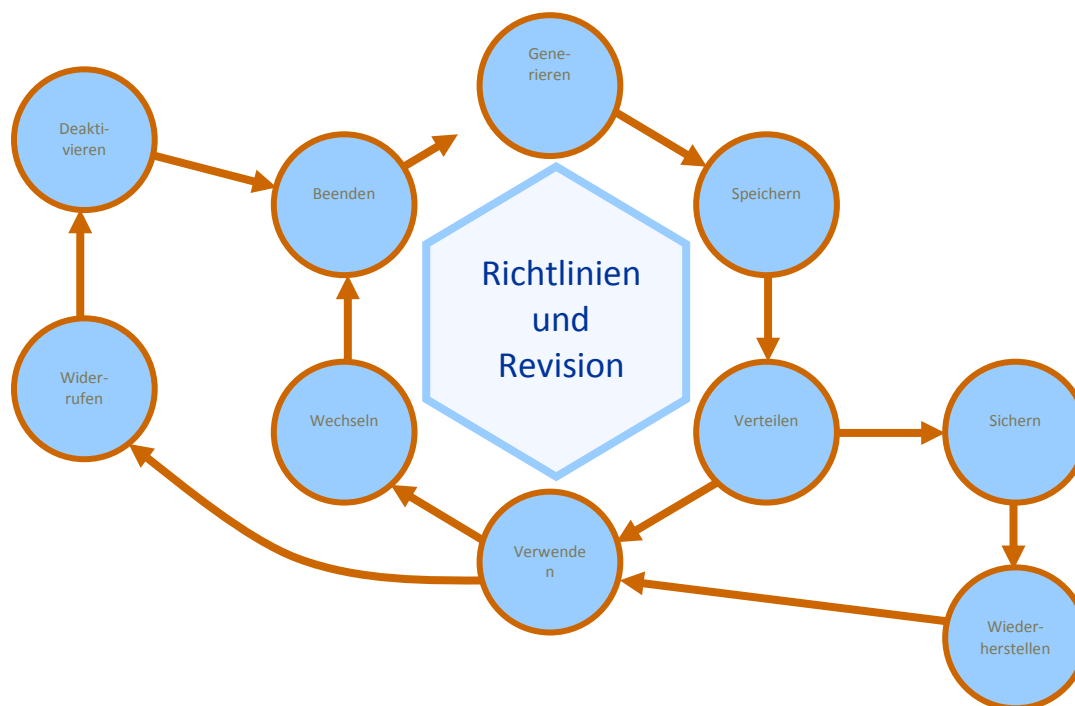 Gene-
rieren
Deakti-
vieren
Beenden
Speichern
Richtlinien
und
Revision
Wider-
rufen
Wechseln
Verteilen
Sichern
Verwende
n
Wieder-
herstellen